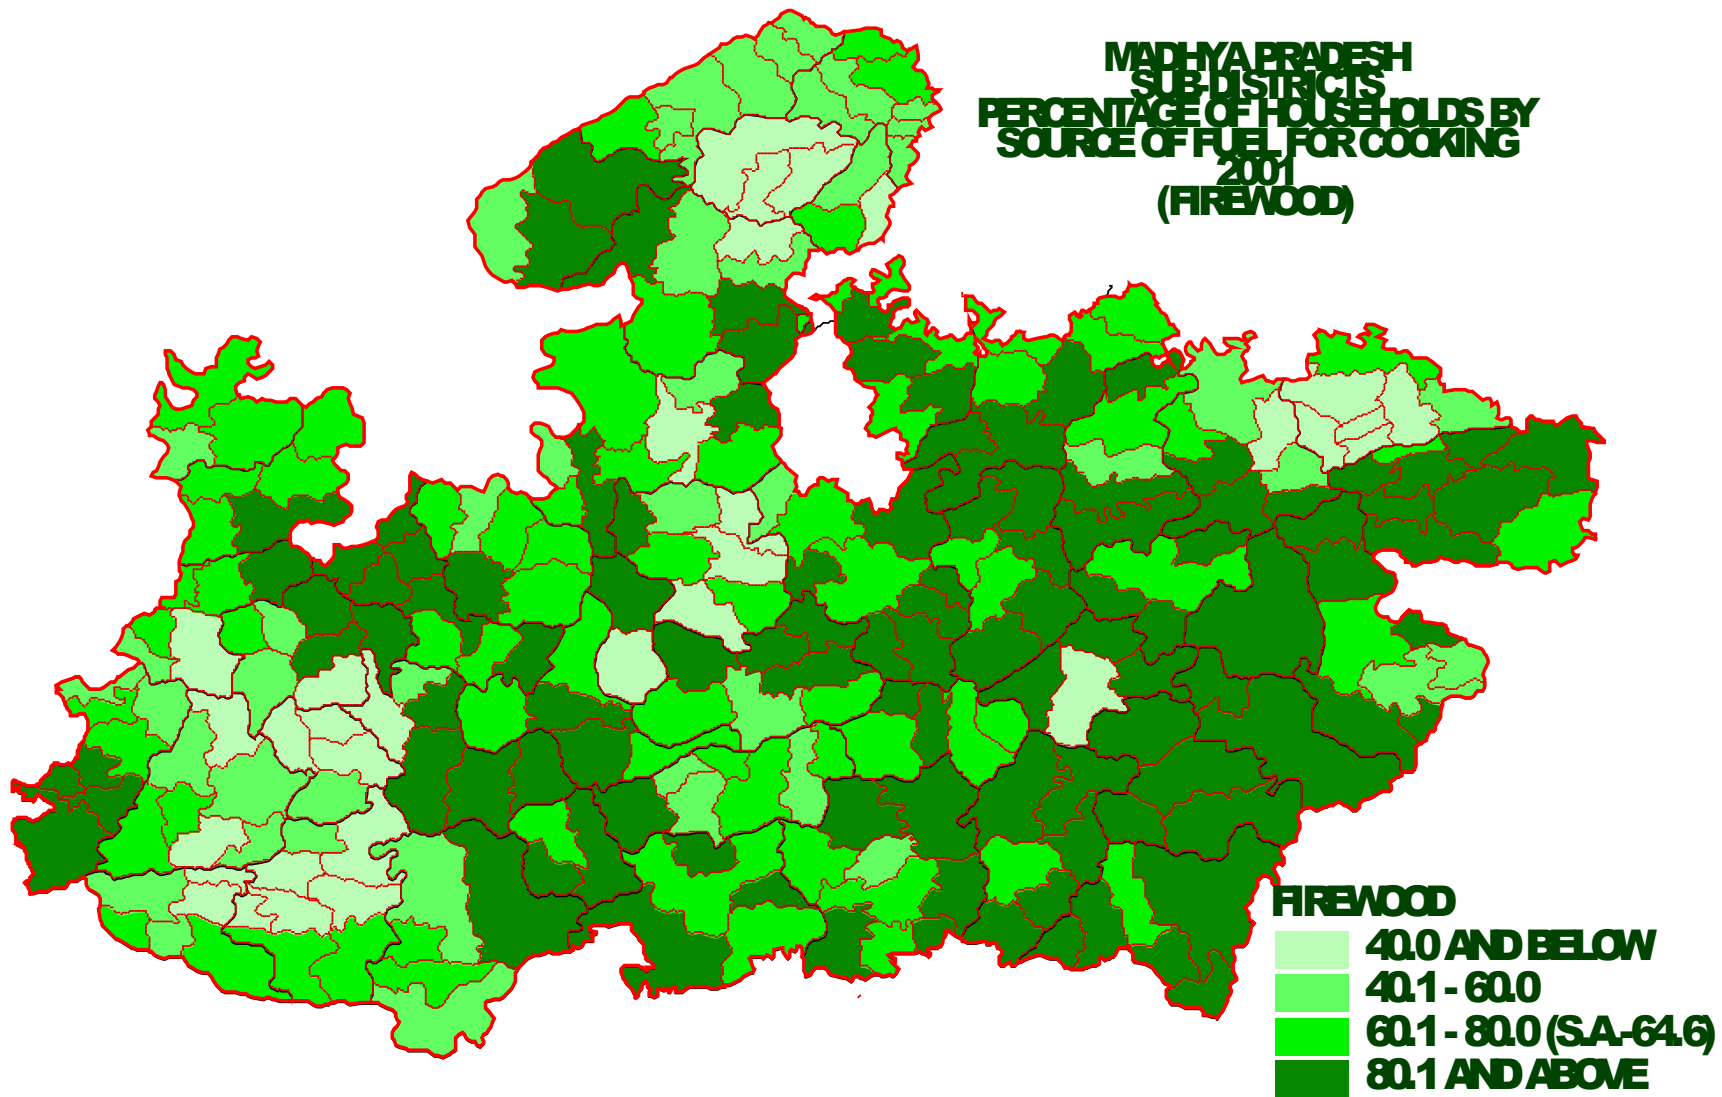 MADHYA PRADESH
SUB-DISTRICTS
PERCENTAGE OF HOUSEHOLDS BY
SOURCE OF FUEL FOR COOKING
2001
(FIREWOOD)
FIREWOOD
40.0 AND BELOW
40.1 - 60.0
60.1 - 80.0 (S.A.-64.6)
80.1 AND ABOVE